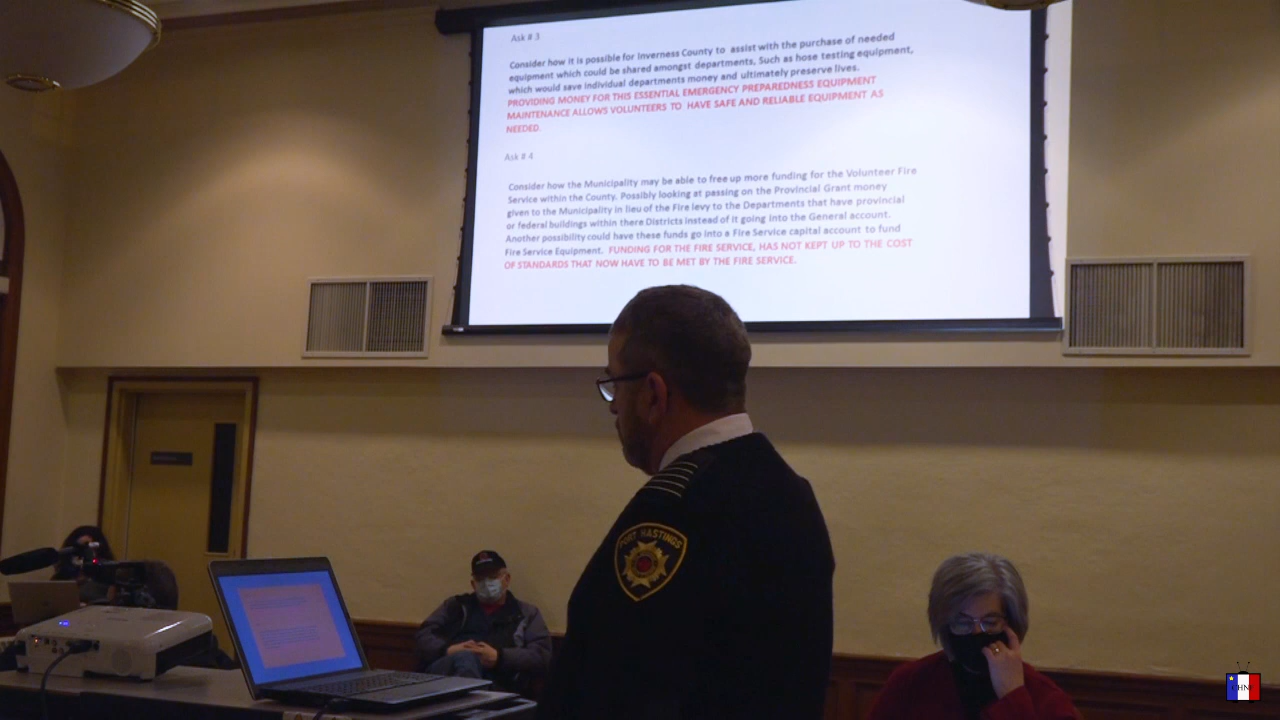 Ask # 3
Consider how it is possible for Inverness County to assist with the purchase of needed
equipment which could be shared amongst departments, Such as hose testing equipment,
which would save individual departments money and ultimately preserve lives.
PROVIDING MONEY FOR THIS ESSENTIAL EMERGENCY PREPAREDNESS EQUIPMENT
MAINTENANCE ALLOWS VOLUNTEERS TO HAVE SAFE AND RELIABLE EQUIPMENT AS
NEEDED.
Ask # 4
Consider how the Municipality may be able to free up more funding for the Volunteer Fire
Service within the County. Possibly looking at passing on the Provincial Grant money
given to the Municipality in lieu of the Fire levy to the Departments that have provincial
or federal buildings within there Districts instead of it going into the General account.
Another possibility could have these funds go into a Fire Service capital account to fund
Fire Service Equipment. FUNDING FOR THE FIRE SERVICE, HAS NOT KEPT UP TO THE COST
OF STANDARDS THAT NOW HAVE TO BE MET BY THE FIRE SERVICE.
PORT HASTINGS
CHNE